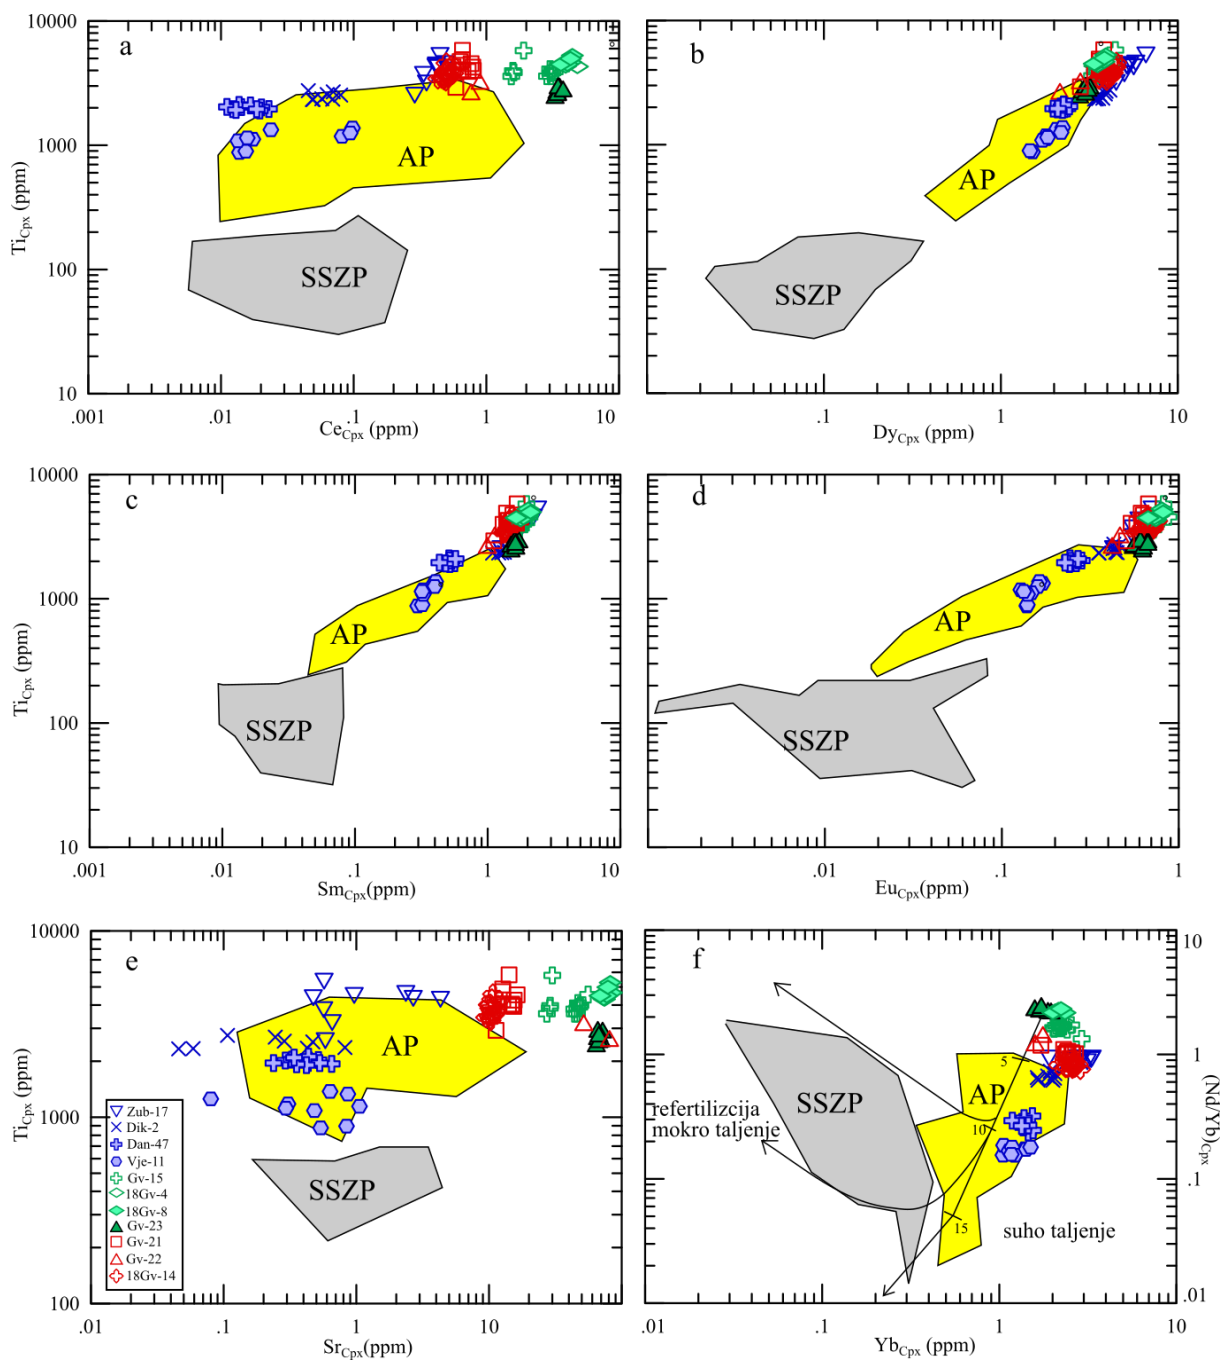 a
10000
1000
100
10
Ti_Cpx (ppm)
AP
SSZP
.001
.01
.1
1
10
Ce_Cpx (ppm)
b
AP
SSZP
.1
1
10
Dy_Cpx (ppm)
c
10000
1000
100
10
Ti_Cpx (ppm)
AP
SSZP
.001
.01
.1
1
10
Sm_Cpx(ppm)
d
AP
SSZP
.01
.1
1
Eu_Cpx(ppm)
e
10000
1000
100
Ti_Cpx (ppm)
AP
SSZP
Zub-17
Dik-2
Dan-47
Vje-11
Gv-15
18Gv-4
18Gv-8
Gv-23
Gv-21
Gv-22
18Gv-14
.1
1
10
Sr_Cpx(ppm)
f
10
1
.1
.01
(Nd/Yb)_Cpx
SSZP
AP
5
10
15
refertilizcija
mokro taljenje
suho taljenje
.01
.1
1
10
Yb_Cpx (ppm)